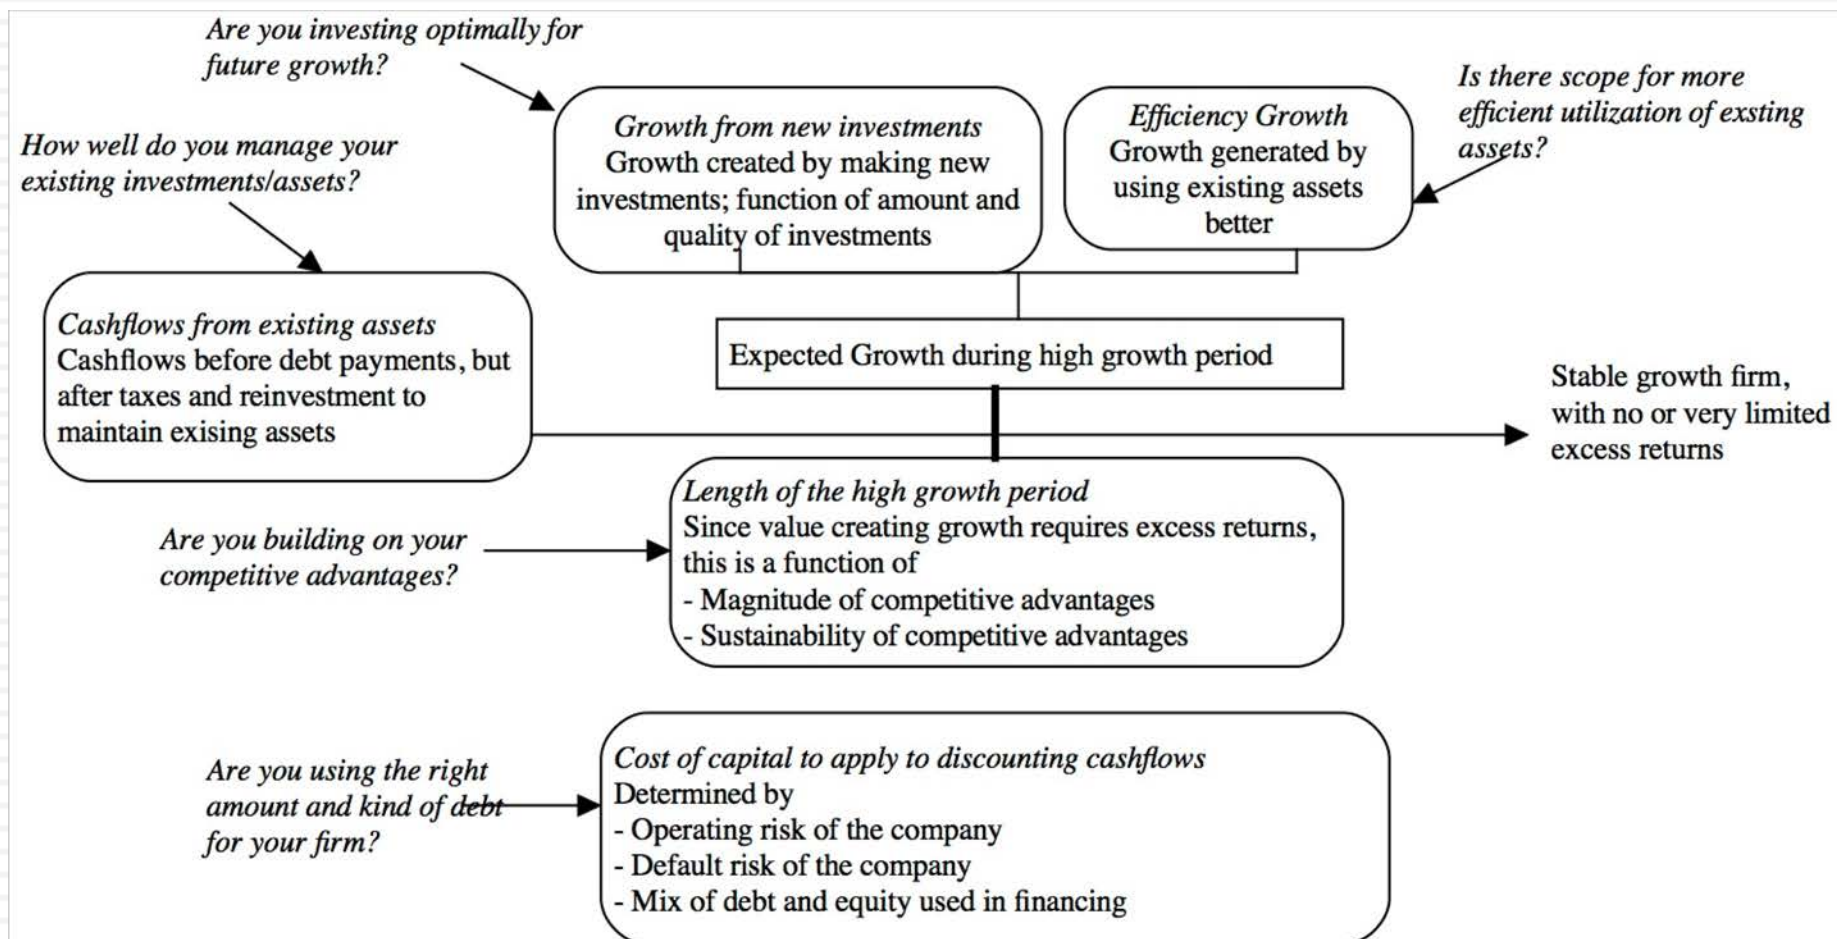 Are you investing optimally for
future growth?
Is there scope for more
efficient utilization of exsting
assets?
How well do you manage your
existing investments/assets?
Growth from new investments
Growth created by making new
investments; function of amount and
quality of investments
Efficiency Growth
Growth generated by
using existing assets
better
Cashflows from existing assets
Cashflows before debt payments, but
after taxes and reinvestment to
maintain exising assets
Expected Growth during high growth period
Stable growth firm,
with no or very limited
excess returns
Are you building on your
competitive advantages?
Length of the high growth period
Since value creating growth requires excess returns,
this is a function of
- Magnitude of competitive advantages
- Sustainability of competitive advantages
Are you using the right
amount and kind of debt
for your firm?
Cost of capital to apply to discounting cashflows
Determined by
- Operating risk of the company
- Default risk of the company
- Mix of debt and equity used in financing